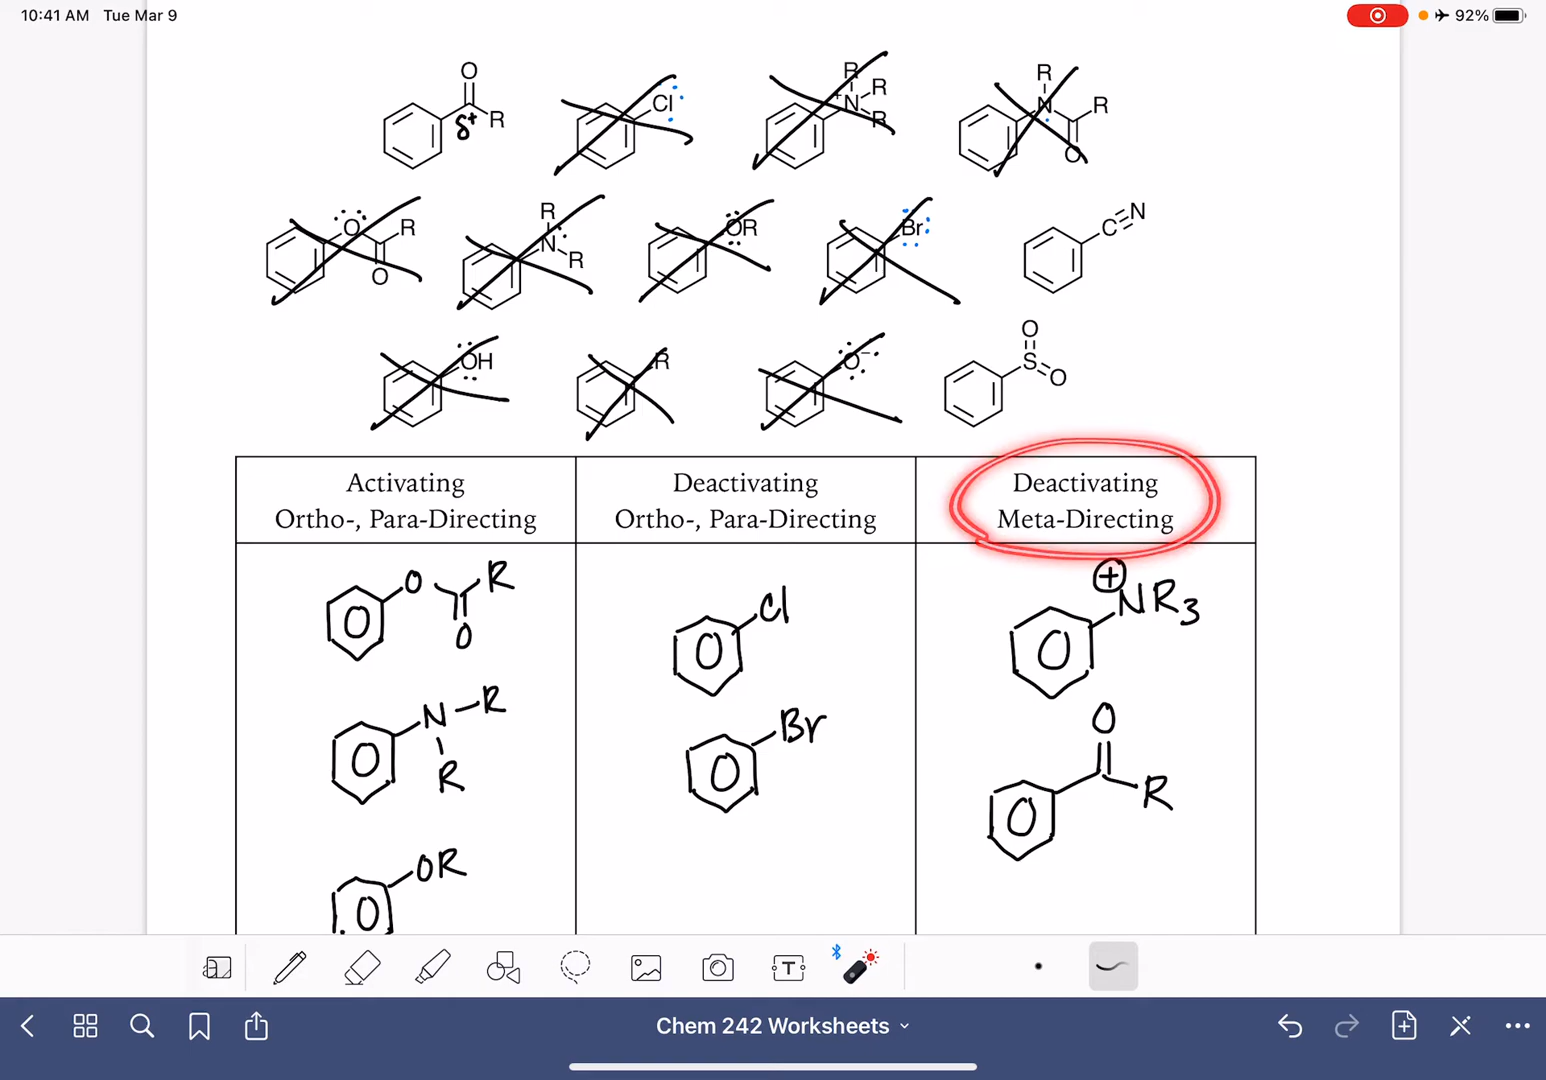 10:41 AM Tue Mar 9
92%
O
R
δ+
Cl
R
+N
R
R
R
N
R
O
O
R
O
R
N
R
OR
Br
C≡N
OH
R
O⁻
O
S
O
Activating
Ortho-, Para-Directing
Deactivating
Ortho-, Para-Directing
Deactivating
Meta-Directing
O
R
O
N-R
R
OR
Cl
Br
⊕
NR₃
O
R
T
Chem 242 Worksheets